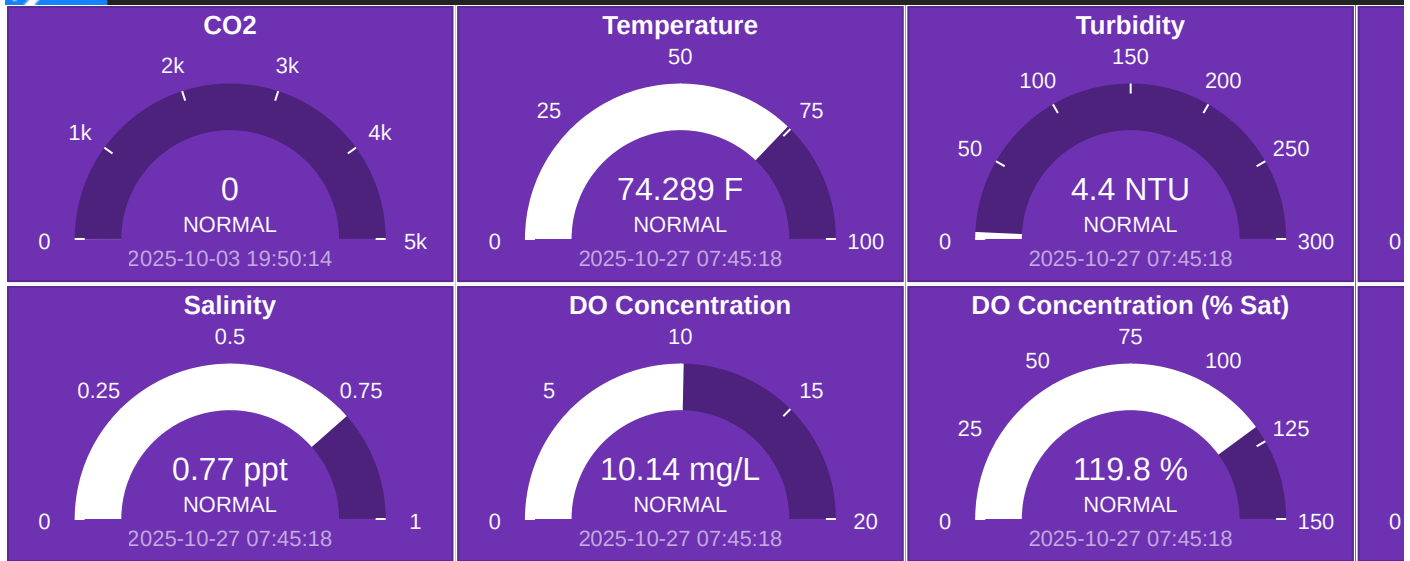 CO2
0
1k
2k
3k
4k
5k
0
NORMAL
2025-10-03 19:50:14
Temperature
0
25
50
75
100
74.289 F
NORMAL
2025-10-27 07:45:18
Turbidity
0
50
100
150
200
250
300
4.4 NTU
NORMAL
2025-10-27 07:45:18
0
Salinity
0
0.25
0.5
0.75
1
0.77 ppt
NORMAL
2025-10-27 07:45:18
DO Concentration
0
5
10
15
20
10.14 mg/L
NORMAL
2025-10-27 07:45:18
DO Concentration (% Sat)
0
25
50
75
100
125
150
119.8 %
NORMAL
2025-10-27 07:45:18
0